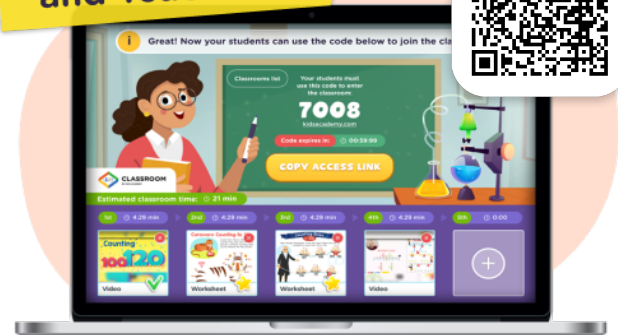 and
Great! Now your students can use the code below to join the cla
Classrooms list
Your students must
use this code to enter
the classroom
7008
kidsacademy.com
Code expires in: 00:59:99
COPY ACCESS LINK
CLASSROOM
Estimated classroom time: 21 min
1st 4:29 min 2nd 4:29 min 3rd 4:29 min 4th 4:29 min 5th 0:00
Counting
100 120
Video
Worksheet
Worksheet
Video